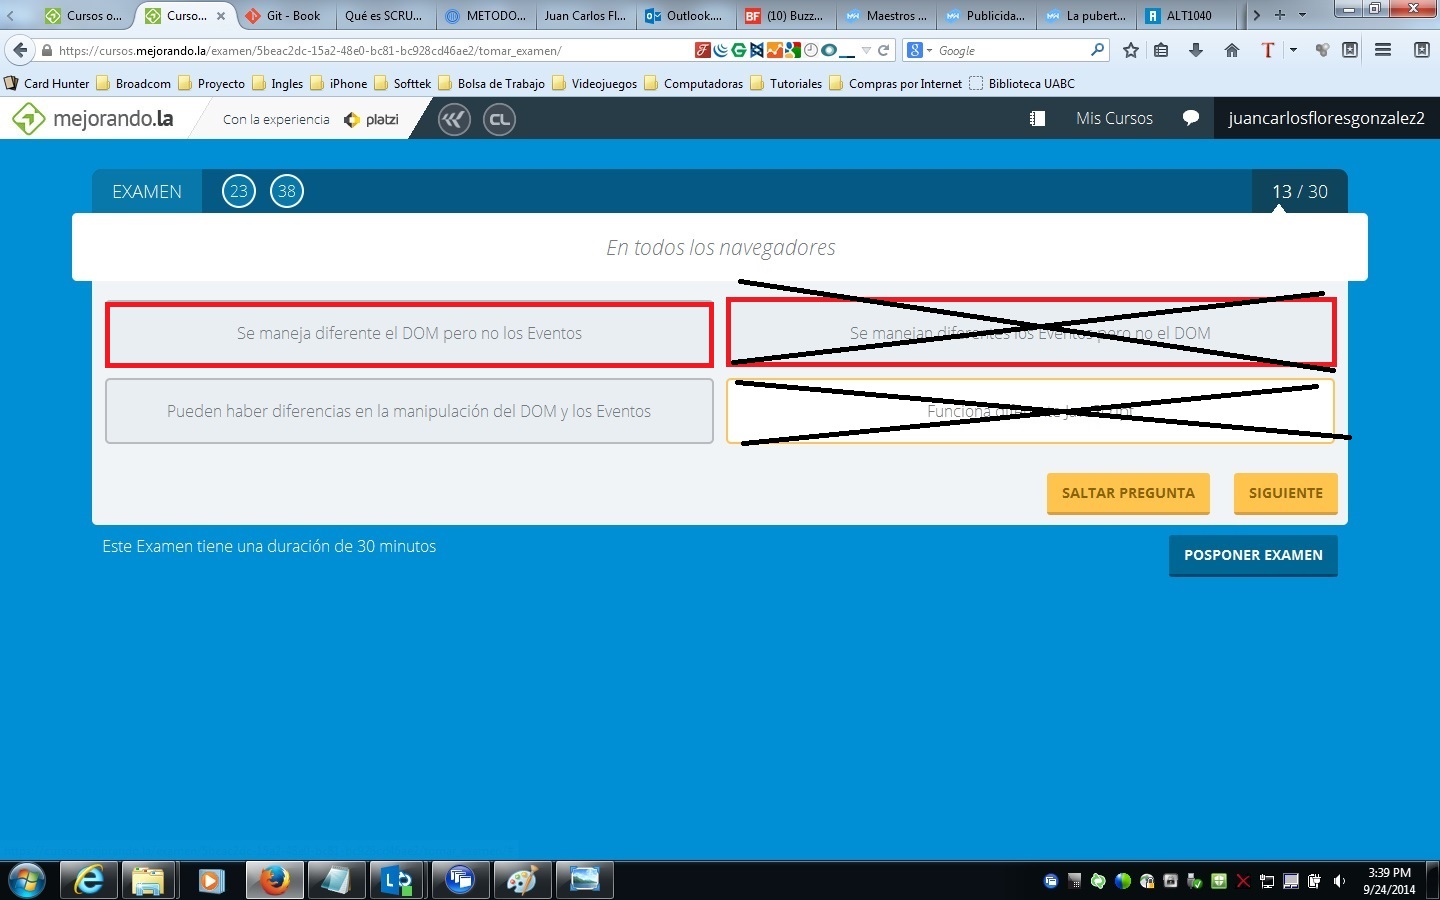 Cursos o...
Curso...
Git - Book
Qué es SCRU...
METODO...
Juan Carlos Fl...
Outlook....
BF (10) Buzz...
Maestros ...
Publicida...
La pubert...
ALT1040
https://cursos.mejorando.la/examen/5beac2dc-15a2-48e0-bc81-bc928cd46ae2/tomar_examen/
Google
Card Hunter
Broadcom
Proyecto
Ingles
iPhone
Softtek
Bolsa de Trabajo
Videojuegos
Computadoras
Tutoriales
Compras por Internet
Biblioteca UABC
mejorando.la
Con la experiencia
platzi
CL
Mis Cursos
juancarlosfloresgonzalez2
EXAMEN
23
38
13 / 30
En todos los navegadores
Se maneja diferente el DOM pero no los Eventos
Se manejan diferentes los Eventos pero no el DOM
Pueden haber diferencias en la manipulación del DOM y los Eventos
Funciona diferente JavaScript
SALTAR PREGUNTA
SIGUIENTE
Este Examen tiene una duración de 30 minutos
POSPONER EXAMEN
3:39 PM
9/24/2014